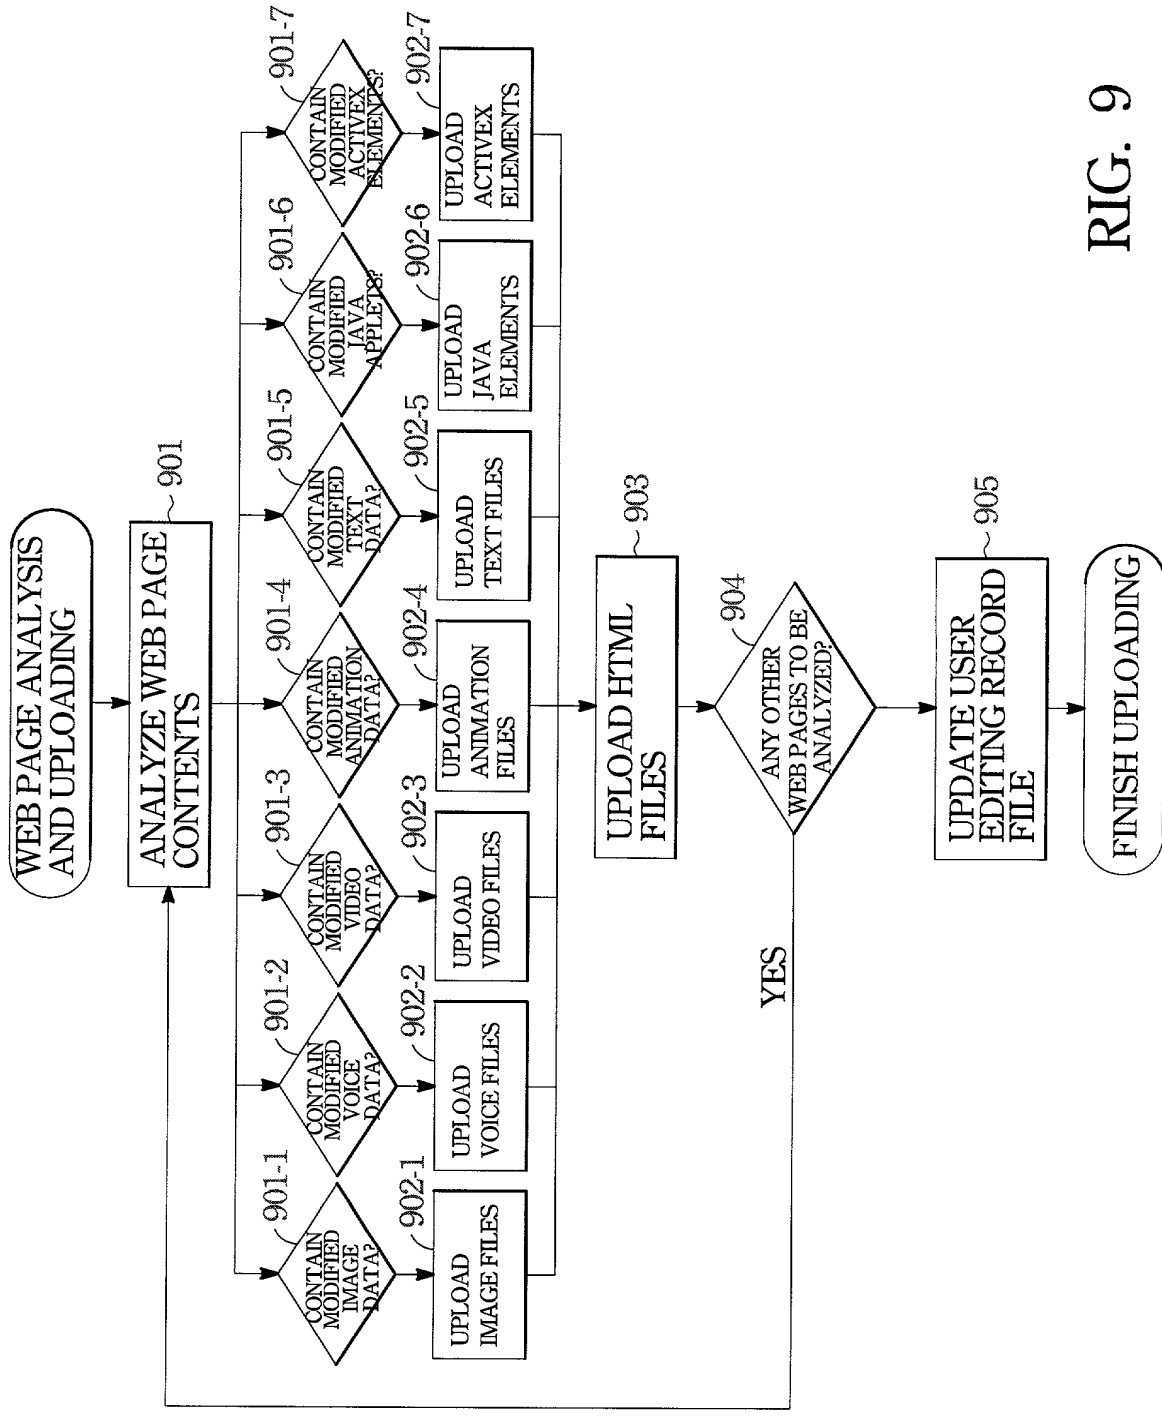 WEB PAGE ANALYSIS
AND UPLOADING
901
ANALYZE WEB PAGE
CONTENTS
901-1
CONTAIN
MODIFIED
IMAGE
DATA?
901-2
CONTAIN
MODIFIED
VOICE
DATA?
901-3
CONTAIN
MODIFIED
VIDEO
DATA?
901-4
CONTAIN
MODIFIED
ANIMATION
DATA?
901-5
CONTAIN
MODIFIED
TEXT
DATA?
901-6
CONTAIN
MODIFIED
JAVA
APPLETS?
901-7
CONTAIN
MODIFIED
ACTIVEX
ELEMENTS?
902-1
UPLOAD
IMAGE FILES
902-2
UPLOAD
VOICE FILES
902-3
UPLOAD
VIDEO FILES
902-4
UPLOAD
ANIMATION
FILES
902-5
UPLOAD
TEXT FILES
902-6
UPLOAD
JAVA
ELEMENTS
902-7
UPLOAD
ACTIVEX
ELEMENTS
903
UPLOAD HTML
FILES
904
ANY OTHER
WEB PAGES TO BE
ANALYZED?
YES
905
UPDATE USER
EDITING RECORD
FILE
FINISH UPLOADING
RIG. 9